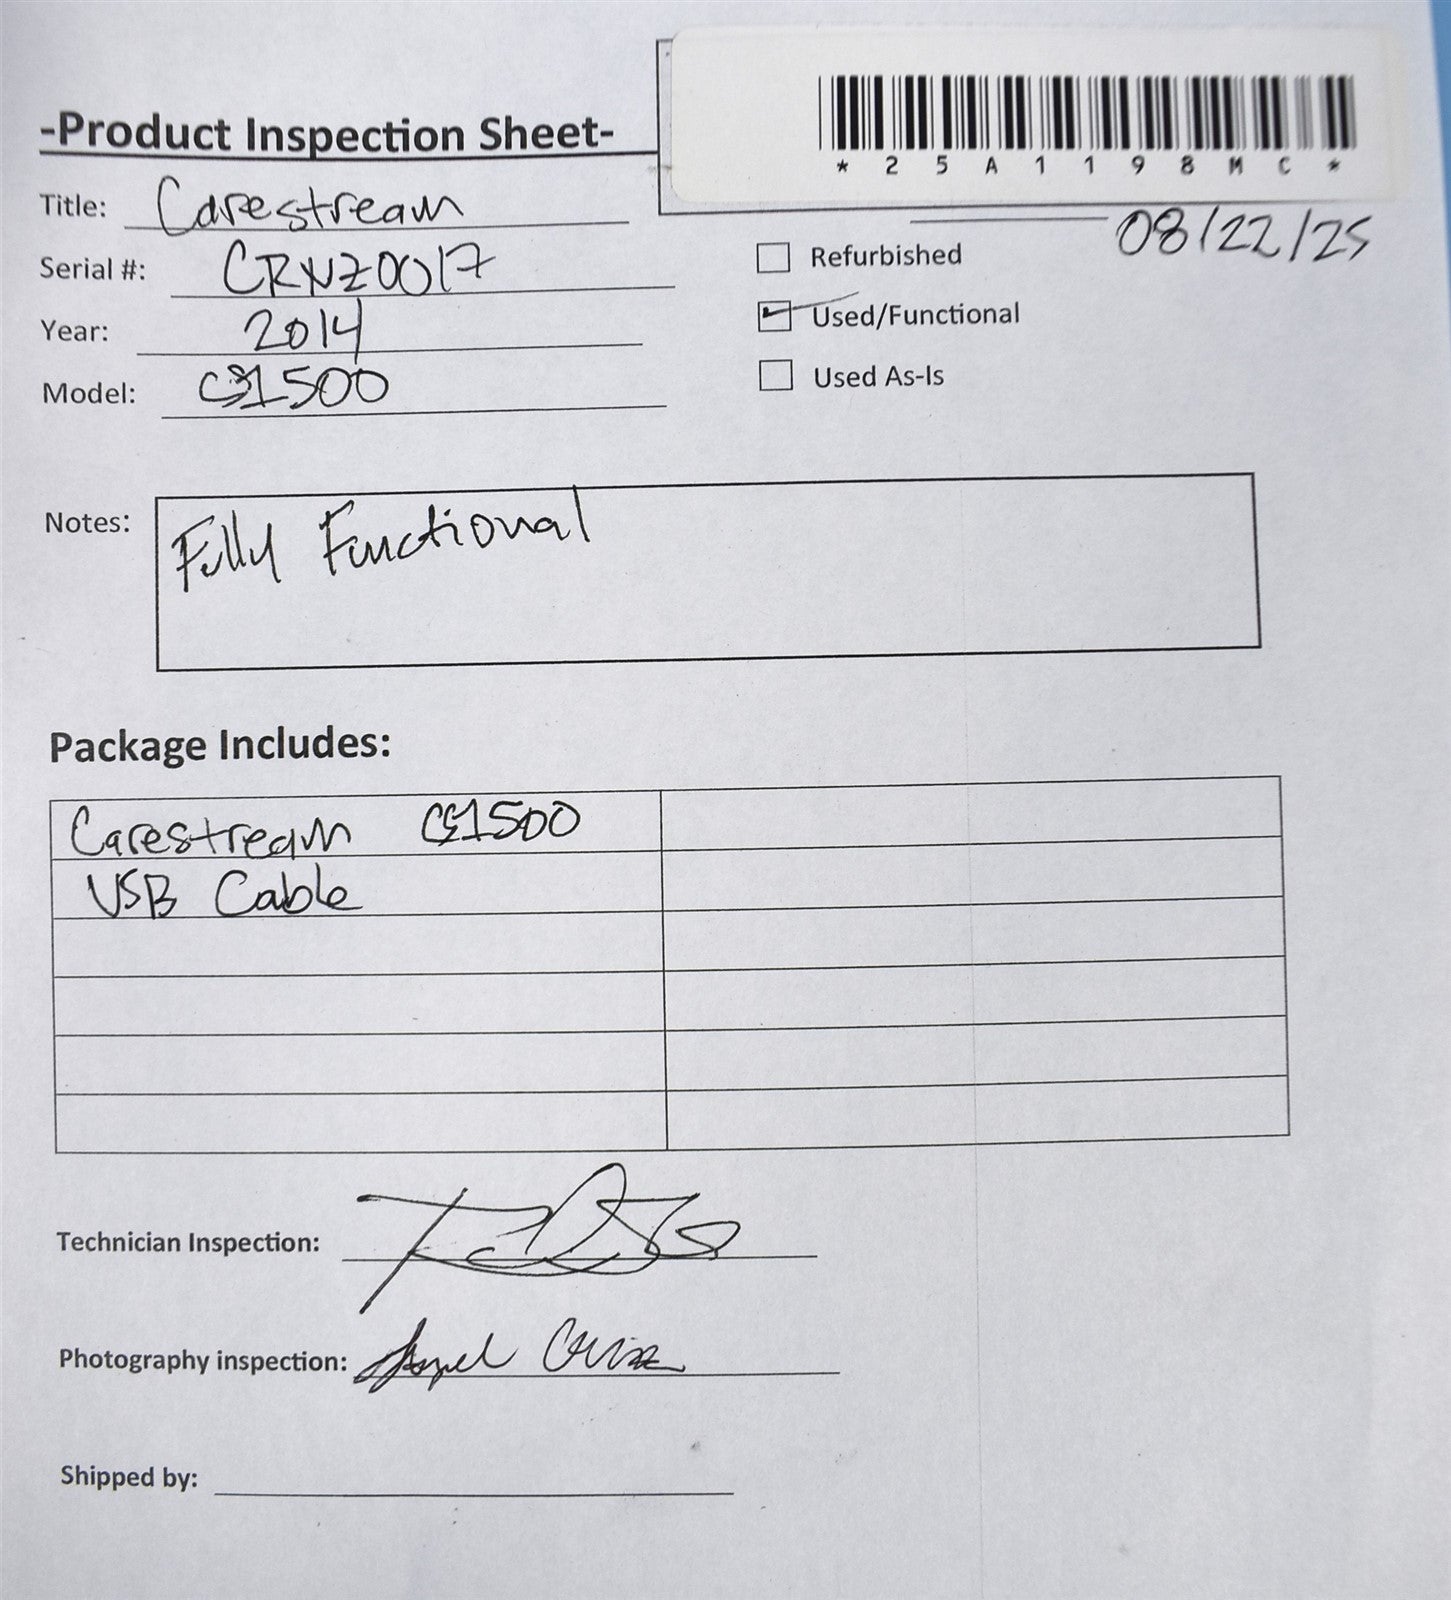 *25A1198MC*
-Product Inspection Sheet-
08/22/25
Title: Carestream
Serial #: CRNZ0017
Year: 2014
Model: CS1500
Refurbished
Used/Functional
Used As-Is
Notes: Fully Functional
Package Includes:
Carestream CS1500
USB Cable
Technician Inspection:
Photography inspection:
Shipped by: